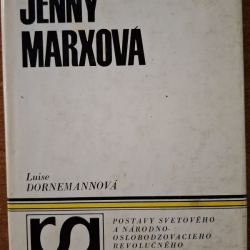 JENNY
MARXOVÁ
Luise
DORNEMANNOVÁ
POSTAVY SVETOVÉHO
A NÁRODNO-
OSLOBODZOVACIEHO
REVOLUČNÉHO